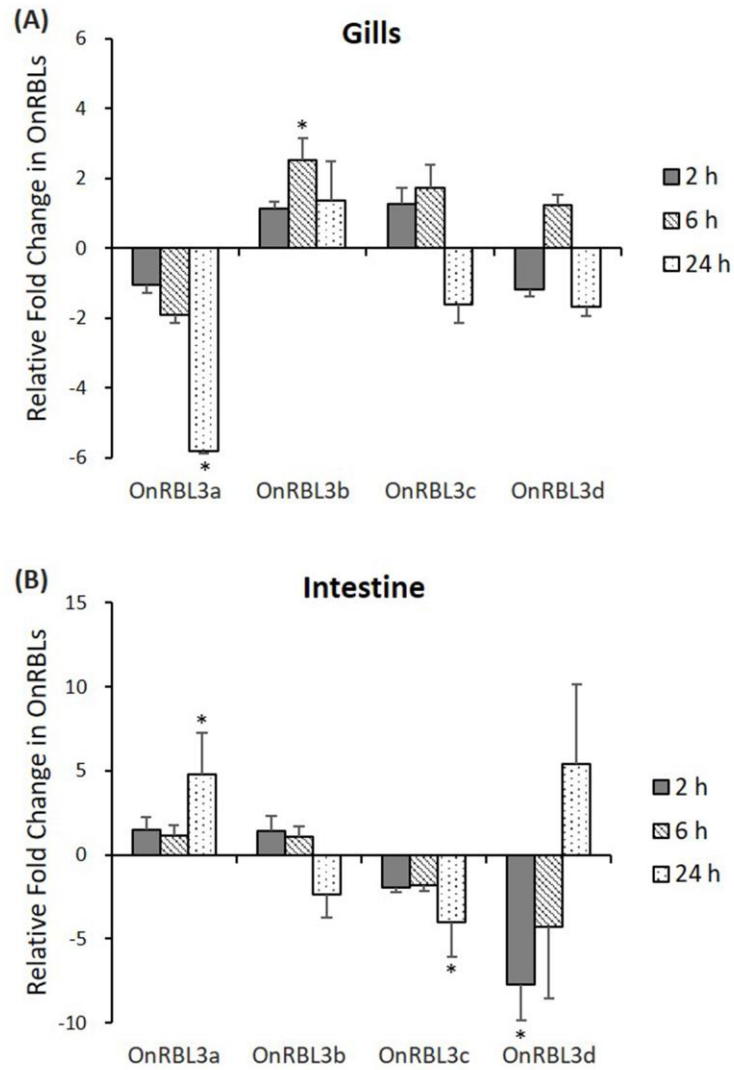 (A)
Gills
Relative Fold Change in OnRBLs
6
4
2
0
-2
-4
-6
*
*
OnRBL3a OnRBL3b OnRBL3c OnRBL3d
2 h
6 h
24 h
(B)
Intestine
Relative Fold Change in OnRBLs
15
10
5
0
-5
-10
*
*
*
OnRBL3a OnRBL3b OnRBL3c OnRBL3d
2 h
6 h
24 h